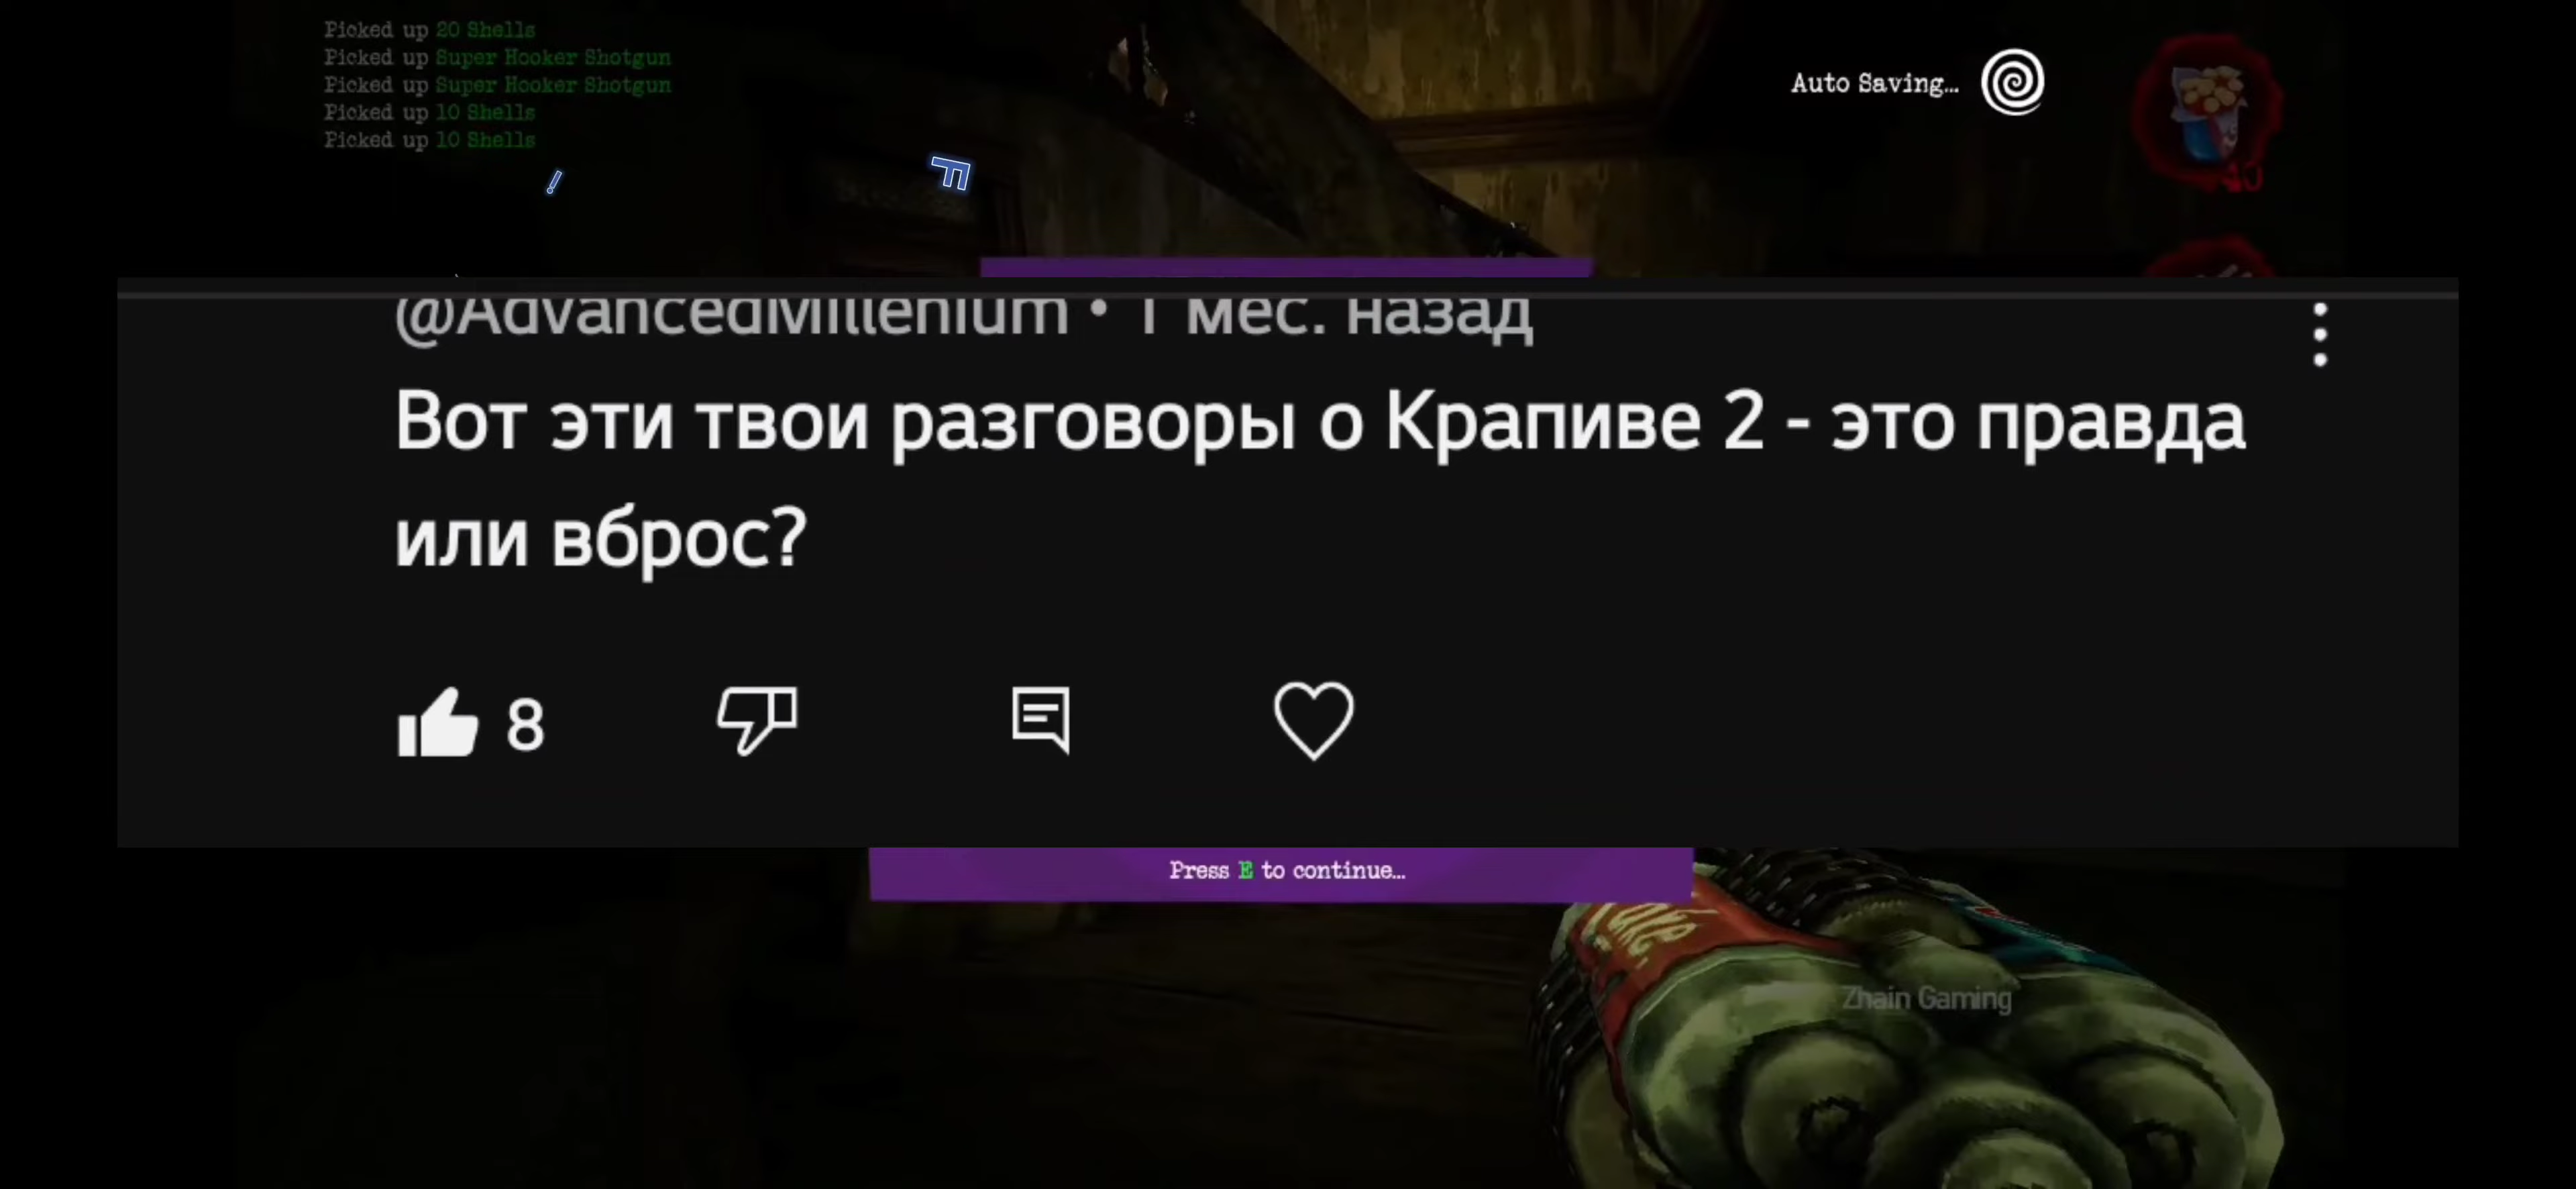 Picked up 20 Shells
Picked up Super Hooker Shotgun
Picked up Super Hooker Shotgun
Picked up 10 Shells
Picked up 10 Shells
Auto Saving...
@AdvancedMillenium • 1 мес. назад
Вот эти твои разговоры о Крапиве 2 - это правда
или вброс?
8
Press E to continue...
Zhain Gaming